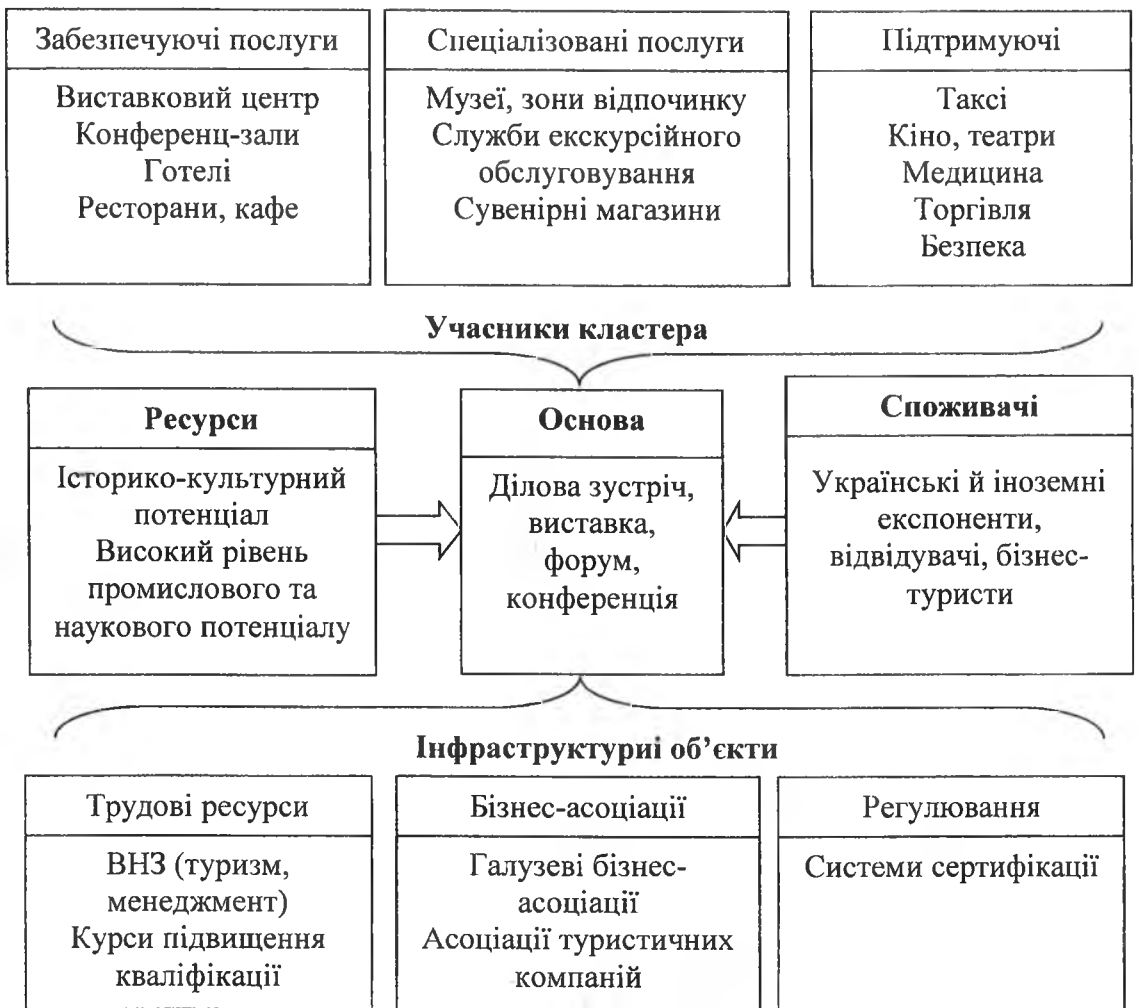 Забезпечуючі послуги
Виставковий центр
Конференц-зали
Готелі
Ресторани, кафе
Спеціалізовані послуги
Музеї, зони відпочинку
Служби екскурсійного
обслуговування
Сувенірні магазини
Підтримуючі
Таксі
Кіно, театри
Медицина
Торгівля
Безпека
Учасники кластера
Ресурси
Історико-культурний
потенціал
Високий рівень
промислового та
наукового потенціалу
Основа
Ділова зустріч,
виставка,
форум,
конференція
Споживачі
Українські й іноземні
експоненти,
відвідувачі, бізнес-
туристи
Інфраструктурні об’єкти
Трудові ресурси
ВНЗ (туризм,
менеджмент)
Курси підвищення
кваліфікації
Бізнес-асоціації
Галузеві бізнес-
асоціації
Асоціації туристичних
компаній
Регулювання
Системи сертифікації